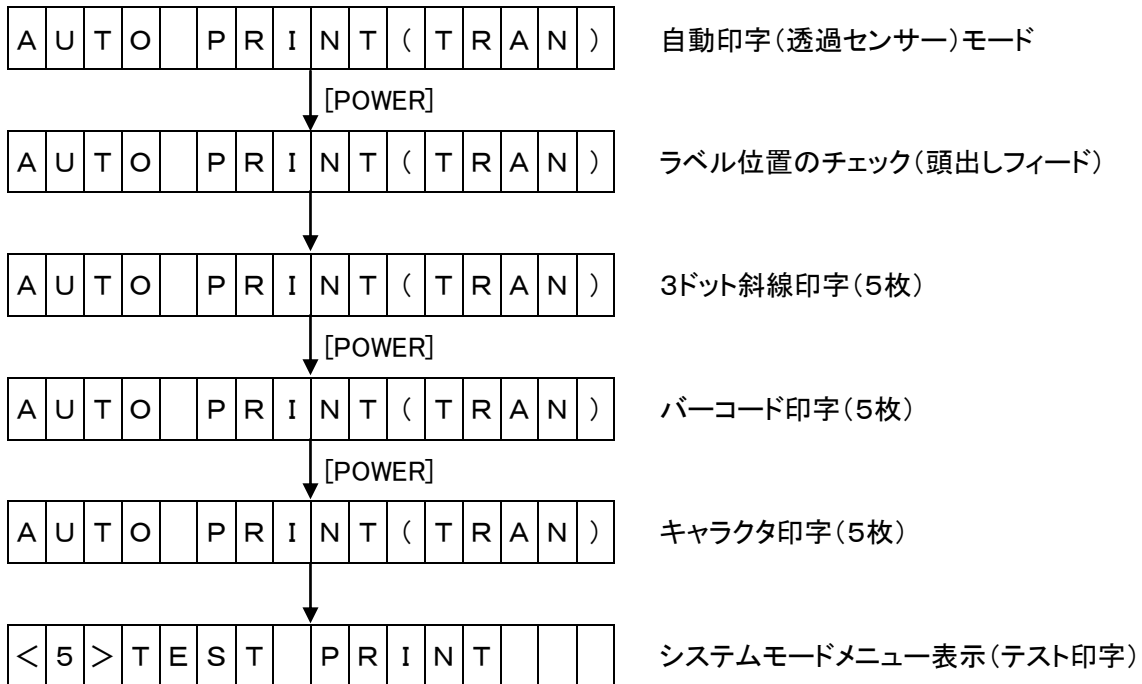 AUTO PRINT(TRAN) 自動印字(透過センサー)モード
[POWER]
AUTO PRINT(TRAN) ラベル位置のチェック(頭出しフィード)
AUTO PRINT(TRAN) 3ドット斜線印字(5枚)
[POWER]
AUTO PRINT(TRAN) バーコード印字(5枚)
[POWER]
AUTO PRINT(TRAN) キャラクタ印字(5枚)
<5>TEST PRINT システムモードメニュー表示(テスト印字)